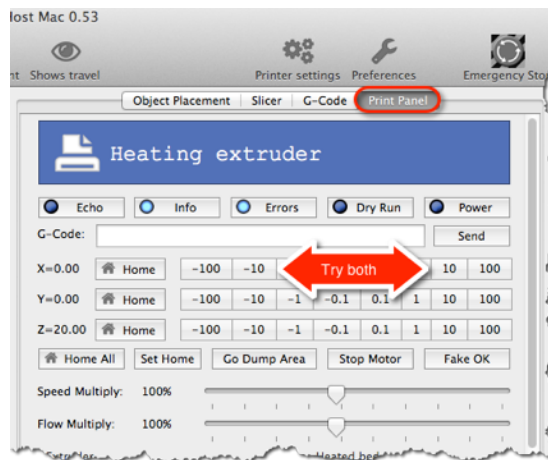 Host Mac 0.53
nt Shows travel Printer settings Preferences Emergency Sto
Object Placement Slicer G-Code Print Panel
Heating extruder
Echo Info Errors Dry Run Power
G-Code: Send
X=0.00 Home -100 -10 Try both 10 100
Y=0.00 Home -100 -10 -1 -0.1 0.1 1 10 100
Z=20.00 Home -100 -10 -1 -0.1 0.1 1 10 100
Home All Set Home Go Dump Area Stop Motor Fake OK
Speed Multiply: 100%
Flow Multiply: 100%
Extruder Heated bed